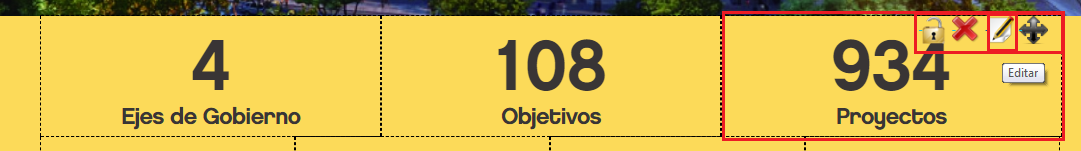 4
108
934
Editar
Ejes de Gobierno
Objetivos
Proyectos